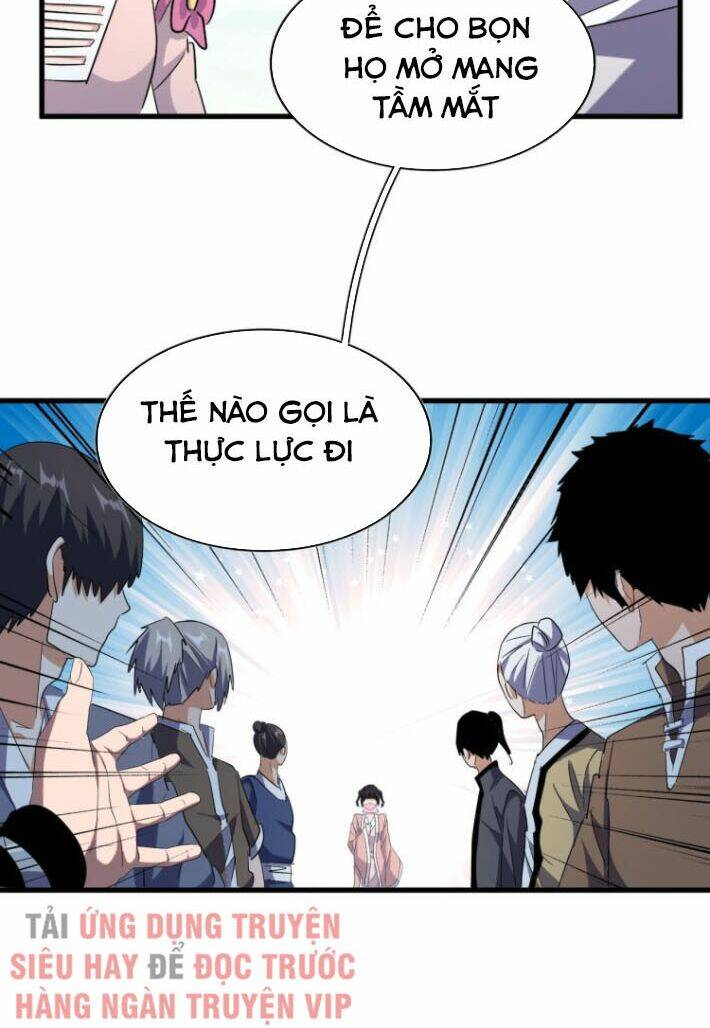 ĐỂ CHO BỌN
HỌ MỞ MANG
TẦM MẮT
THẾ NÀO GỌI LÀ
THỰC LỰC ĐI
TẢI ỨNG DỤNG TRUYỆN
SIÊU HAY ĐỂ ĐỌC TRƯỚC
HÀNG NGÀN TRUYỆN VIP